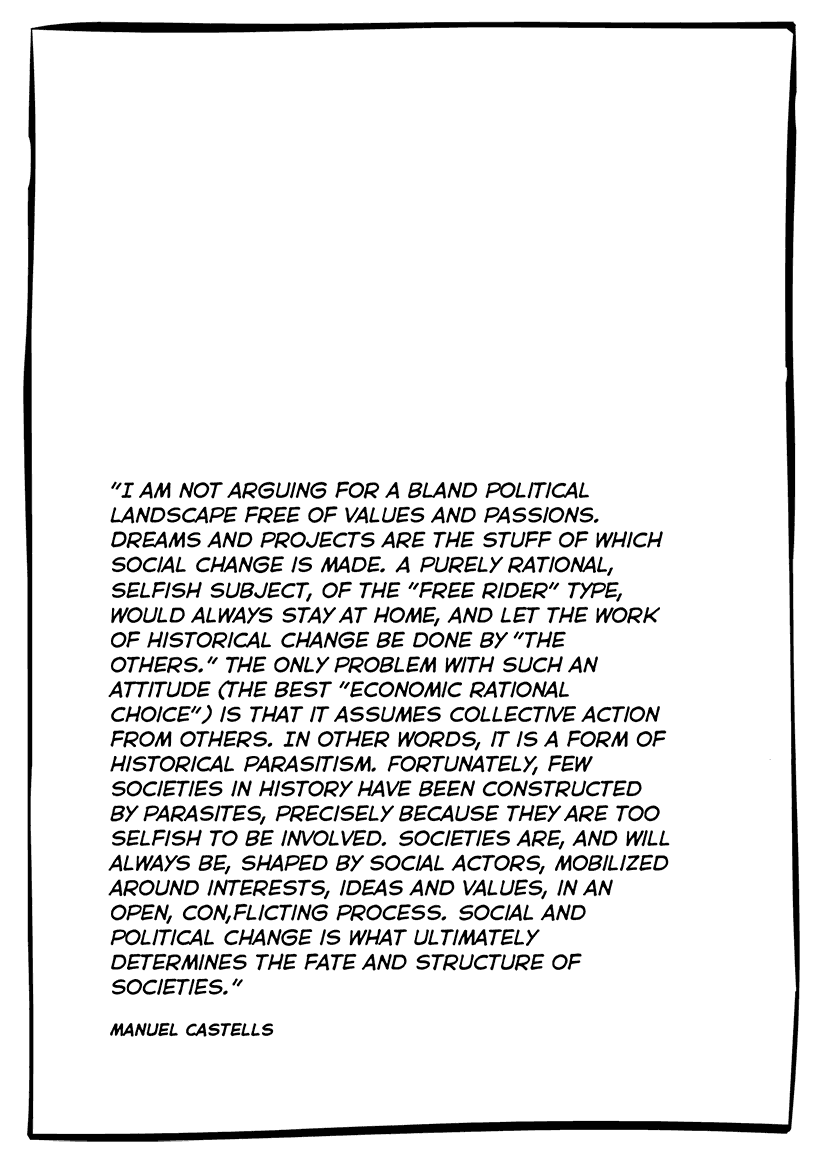 "I AM NOT ARGUING FOR A BLAND POLITICAL
LANDSCAPE FREE OF VALUES AND PASSIONS.
DREAMS AND PROJECTS ARE THE STUFF OF WHICH
SOCIAL CHANGE IS MADE. A PURELY RATIONAL,
SELFISH SUBJECT, OF THE "FREE RIDER" TYPE,
WOULD ALWAYS STAY AT HOME, AND LET THE WORK
OF HISTORICAL CHANGE BE DONE BY "THE
OTHERS." THE ONLY PROBLEM WITH SUCH AN
ATTITUDE (THE BEST "ECONOMIC RATIONAL
CHOICE") IS THAT IT ASSUMES COLLECTIVE ACTION
FROM OTHERS. IN OTHER WORDS, IT IS A FORM OF
HISTORICAL PARASITISM. FORTUNATELY, FEW
SOCIETIES IN HISTORY HAVE BEEN CONSTRUCTED
BY PARASITES, PRECISELY BECAUSE THEY ARE TOO
SELFISH TO BE INVOLVED. SOCIETIES ARE, AND WILL
ALWAYS BE, SHAPED BY SOCIAL ACTORS, MOBILIZED
AROUND INTERESTS, IDEAS AND VALUES, IN AN
OPEN, CON,FLICTING PROCESS. SOCIAL AND
POLITICAL CHANGE IS WHAT ULTIMATELY
DETERMINES THE FATE AND STRUCTURE OF
SOCIETIES."
MANUEL CASTELLS